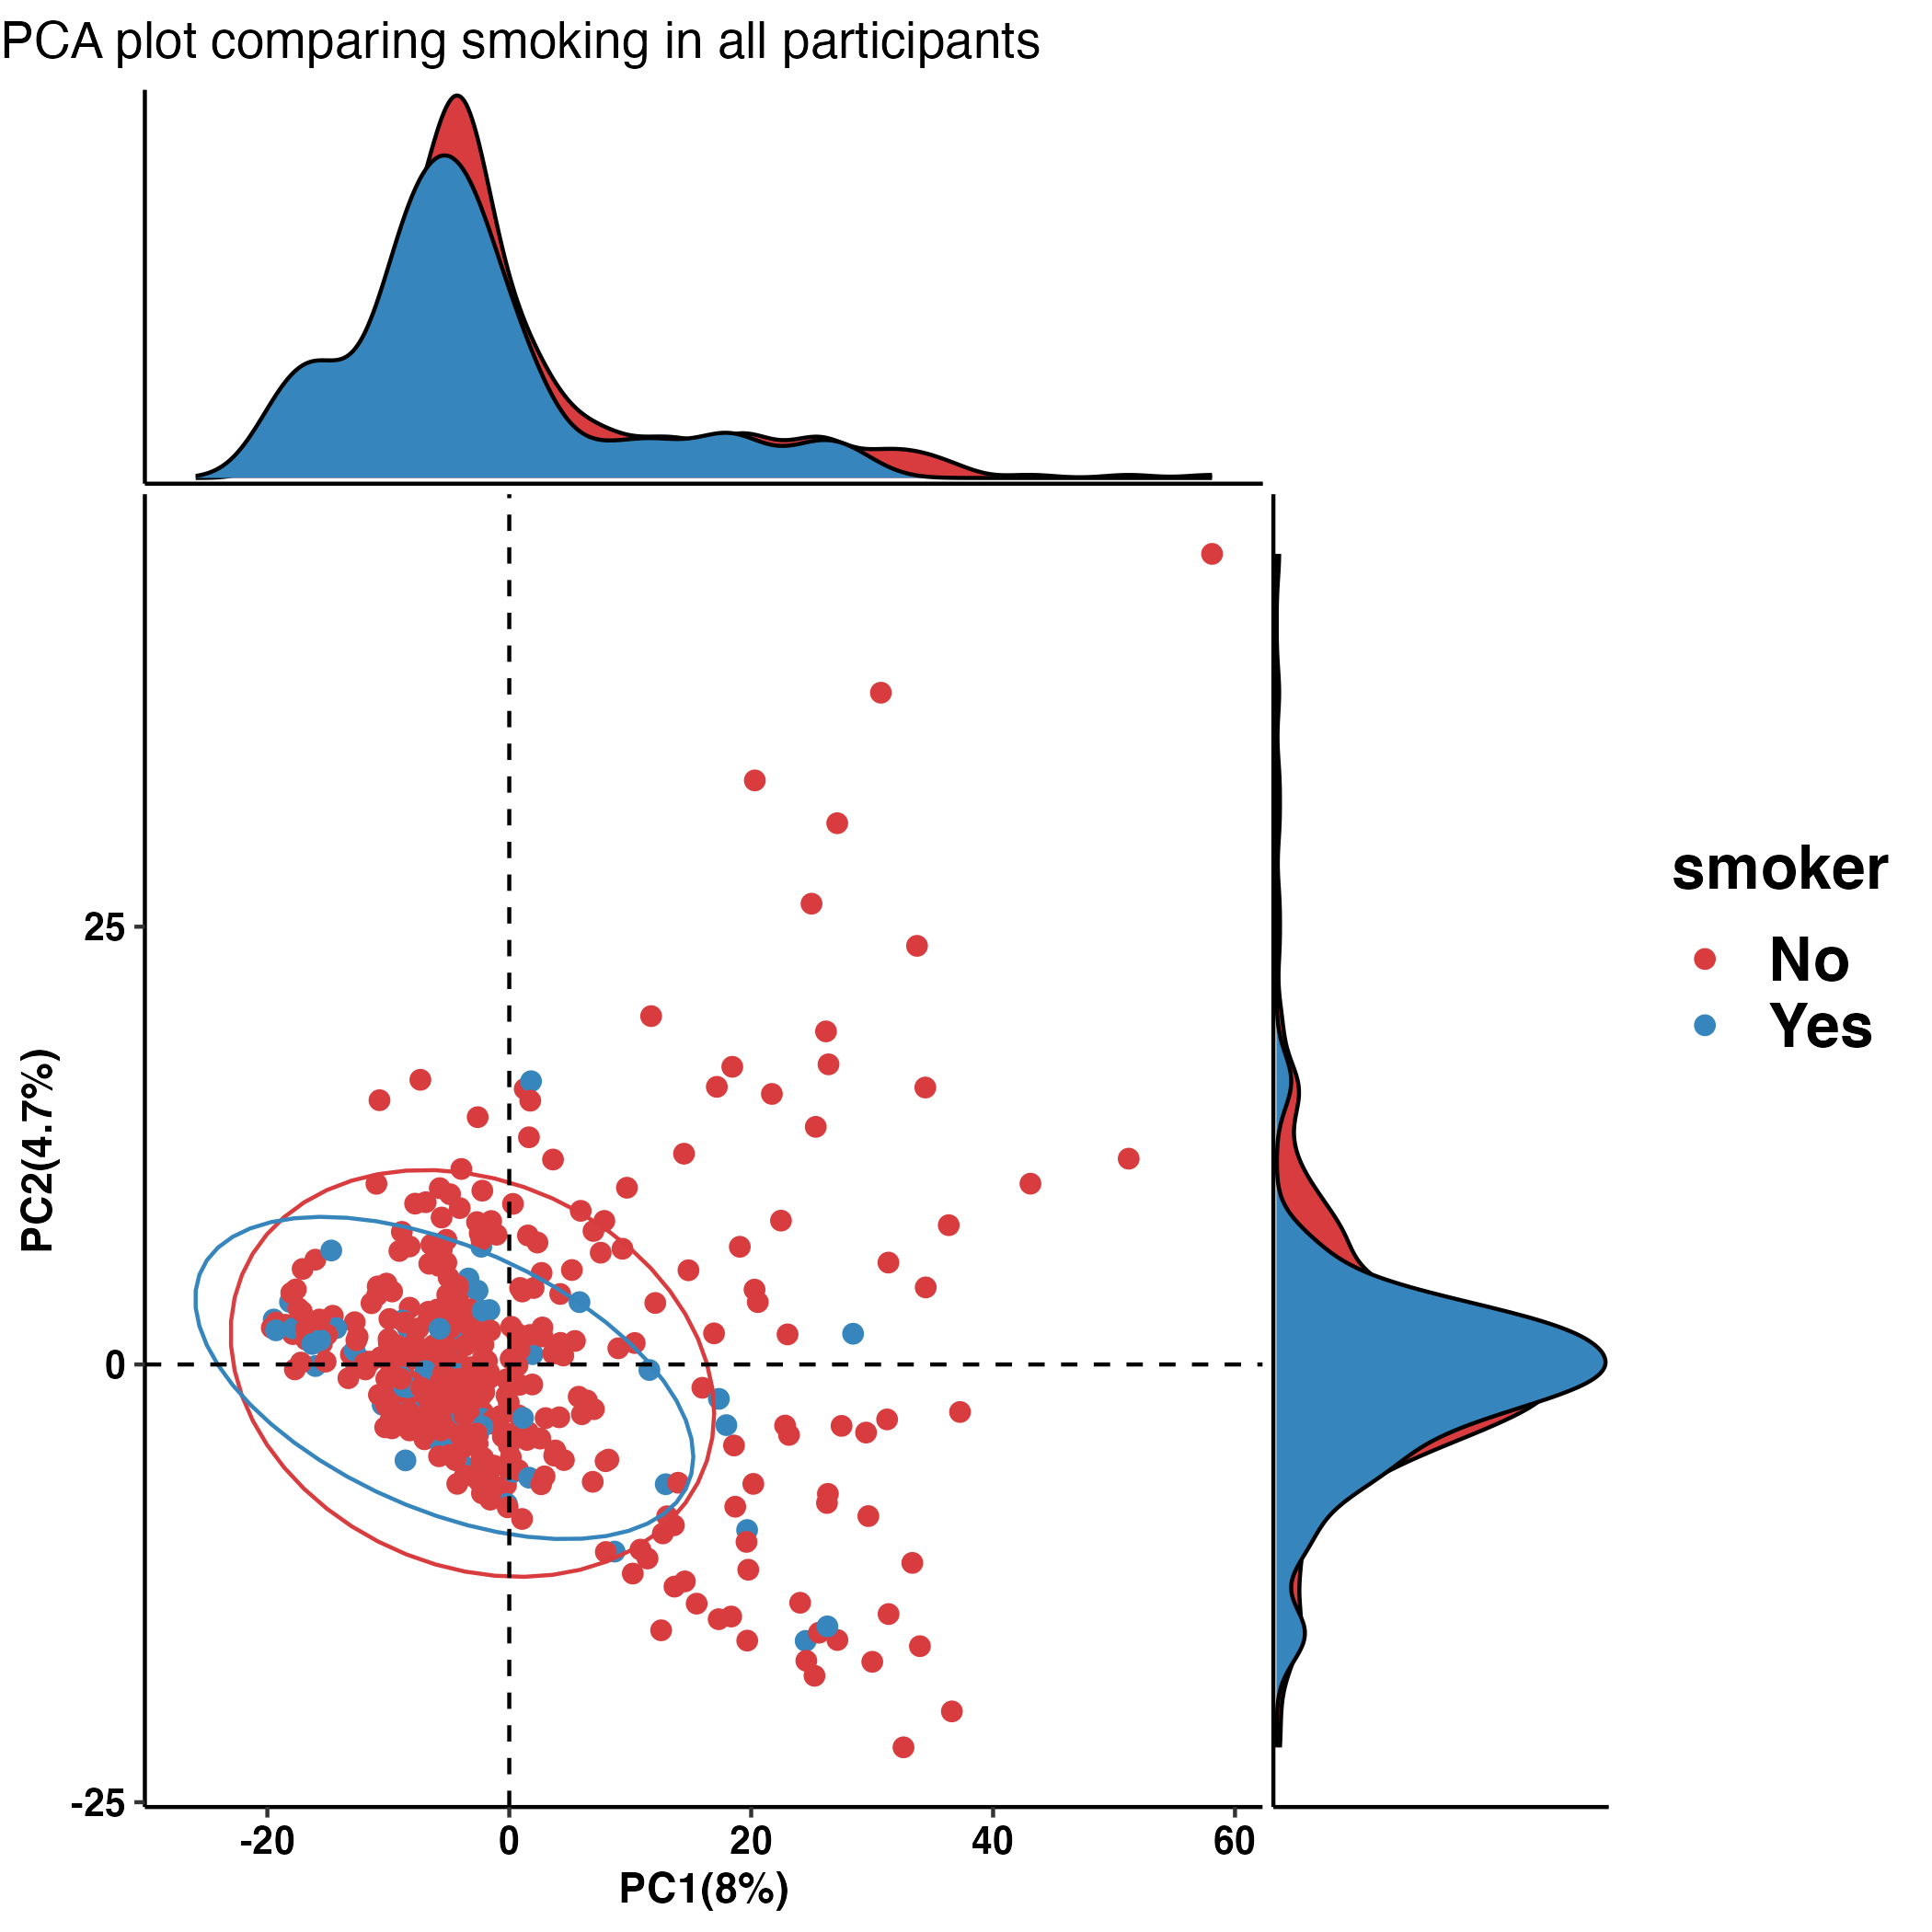 PCA plot comparing smoking in all participants
25
0
-25
PC2(4.7%)
-20 0 20 40 60
PC1(8%)
smoker
No
Yes